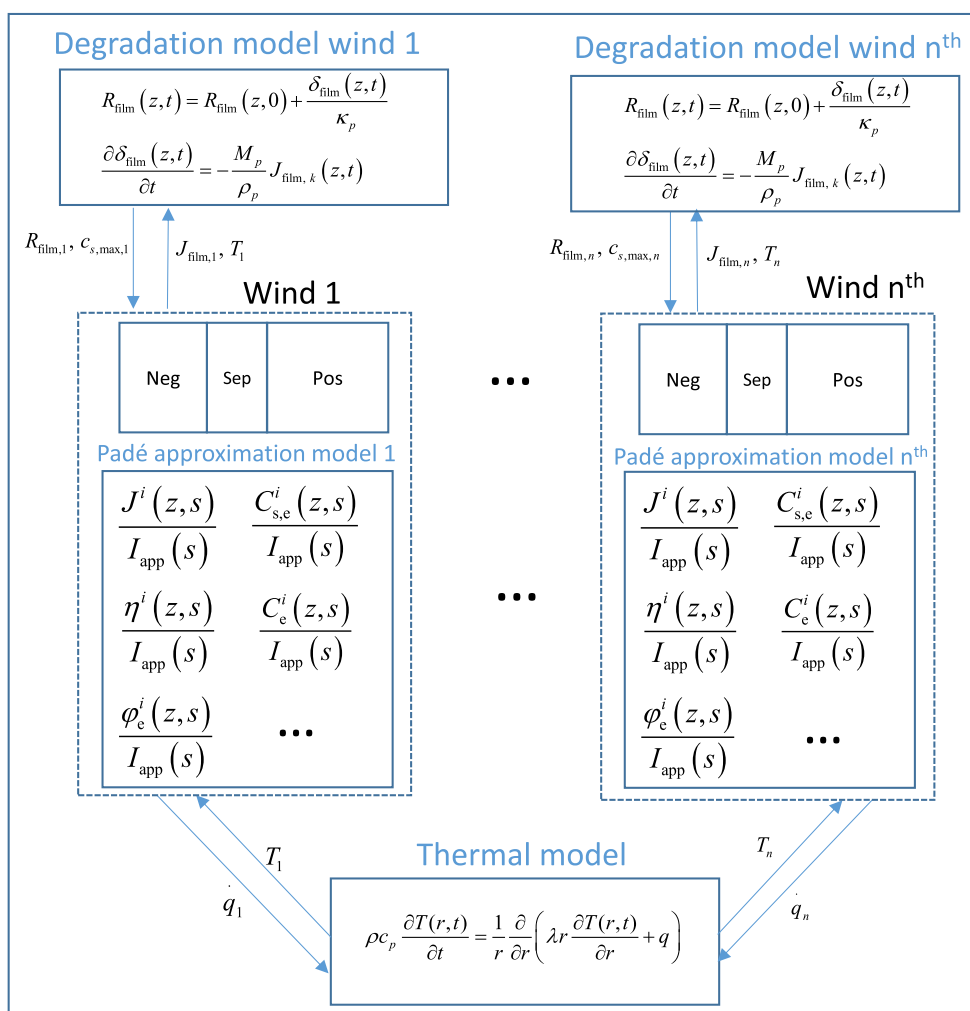 Degradation model wind 1
R_film(z,t) = R_film(z,0) + δ_film(z,t)/κ_p
∂δ_film(z,t)/∂t = −M_p/ρ_p J_film, k(z,t)
R_film,1, c_s,max,1
J_film,1, T_1
Wind 1
Neg
Sep
Pos
Padé approximation model 1
J^i(z,s)/I_app(s)
C^i_s,e(z,s)/I_app(s)
η^i(z,s)/I_app(s)
C^i_e(z,s)/I_app(s)
φ^i_e(z,s)/I_app(s)
...
...
...
Degradation model wind n^th
R_film(z,t) = R_film(z,0) + δ_film(z,t)/κ_p
∂δ_film(z,t)/∂t = −M_p/ρ_p J_film, k(z,t)
R_film,n, c_s,max,n
J_film,n, T_n
Wind n^th
Neg
Sep
Pos
Padé approximation model n^th
J^i(z,s)/I_app(s)
C^i_s,e(z,s)/I_app(s)
η^i(z,s)/I_app(s)
C^i_e(z,s)/I_app(s)
φ^i_e(z,s)/I_app(s)
...
T_1
q̇_1
Thermal model
T_n
q̇_n
ρc_p ∂T(r,t)/∂t = 1/r ∂/∂r(λr ∂T(r,t)/∂r + q)